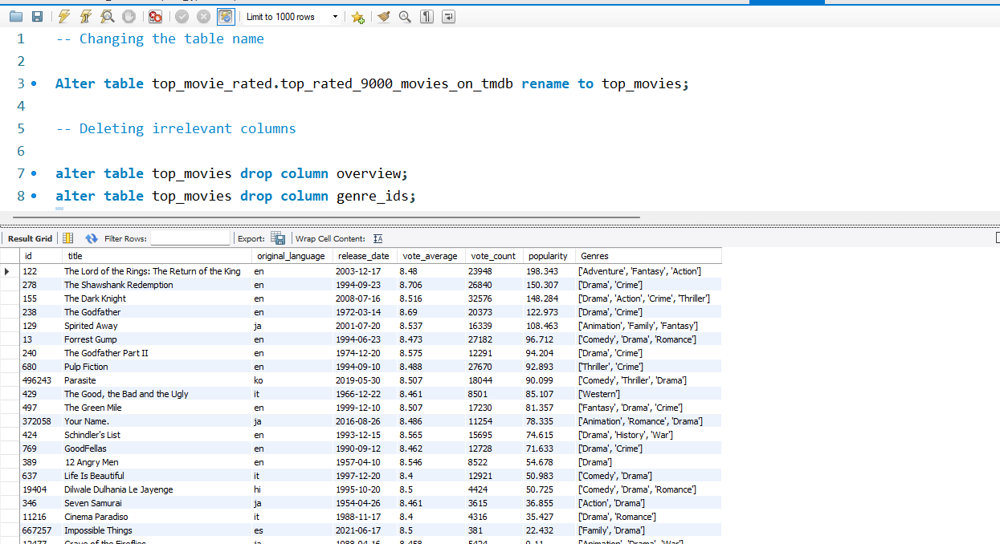 Limit to 1000 rows
1 -- Changing the table name
2
3 Alter table top_movie_rated.top_rated_9000_movies_on_tmdb rename to top_movies;
4
5 -- Deleting irrelevant columns
6
7 alter table top_movies drop column overview;
8 alter table top_movies drop column genre_ids;
Result Grid Filter Rows: Export: Wrap Cell Content: IA
id title original_language release_date vote_average vote_count popularity Genres
122 The Lord of the Rings: The Return of the King en 2003-12-17 8.48 23948 198.343 ['Adventure', 'Fantasy', 'Action']
278 The Shawshank Redemption en 1994-09-23 8.706 26840 150.307 ['Drama', 'Crime']
155 The Dark Knight en 2008-07-16 8.516 32576 148.284 ['Drama', 'Action', 'Crime', 'Thriller']
238 The Godfather en 1972-03-14 8.69 20373 122.973 ['Drama', 'Crime']
129 Spirited Away ja 2001-07-20 8.537 16339 108.463 ['Animation', 'Family', 'Fantasy']
13 Forrest Gump en 1994-06-23 8.473 27182 96.712 ['Comedy', 'Drama', 'Romance']
240 The Godfather Part II en 1974-12-20 8.575 12291 94.204 ['Drama', 'Crime']
680 Pulp Fiction en 1994-09-10 8.488 27670 92.893 ['Thriller', 'Crime']
496243 Parasite ko 2019-05-30 8.507 18044 90.099 ['Comedy', 'Thriller', 'Drama']
429 The Good, the Bad and the Ugly it 1966-12-22 8.461 8501 85.107 ['Western']
497 The Green Mile en 1999-12-10 8.507 17230 81.357 ['Fantasy', 'Drama', 'Crime']
372058 Your Name. ja 2016-08-26 8.486 11254 78.335 ['Animation', 'Romance', 'Drama']
424 Schindler's List en 1993-12-15 8.565 15695 74.615 ['Drama', 'History', 'War']
769 GoodFellas en 1990-09-12 8.462 12728 71.633 ['Drama', 'Crime']
389 12 Angry Men en 1957-04-10 8.546 8522 54.678 ['Drama']
637 Life Is Beautiful it 1997-12-20 8.4 12921 50.983 ['Comedy', 'Drama']
19404 Dilwale Dulhania Le Jayenge hi 1995-10-20 8.5 4424 50.725 ['Comedy', 'Drama', 'Romance']
346 Seven Samurai ja 1954-04-26 8.461 3615 36.855 ['Action', 'Drama']
11216 Cinema Paradiso it 1988-11-17 8.4 4316 35.427 ['Drama', 'Romance']
667257 Impossible Things es 2021-06-17 8.5 381 22.432 ['Family', 'Drama']